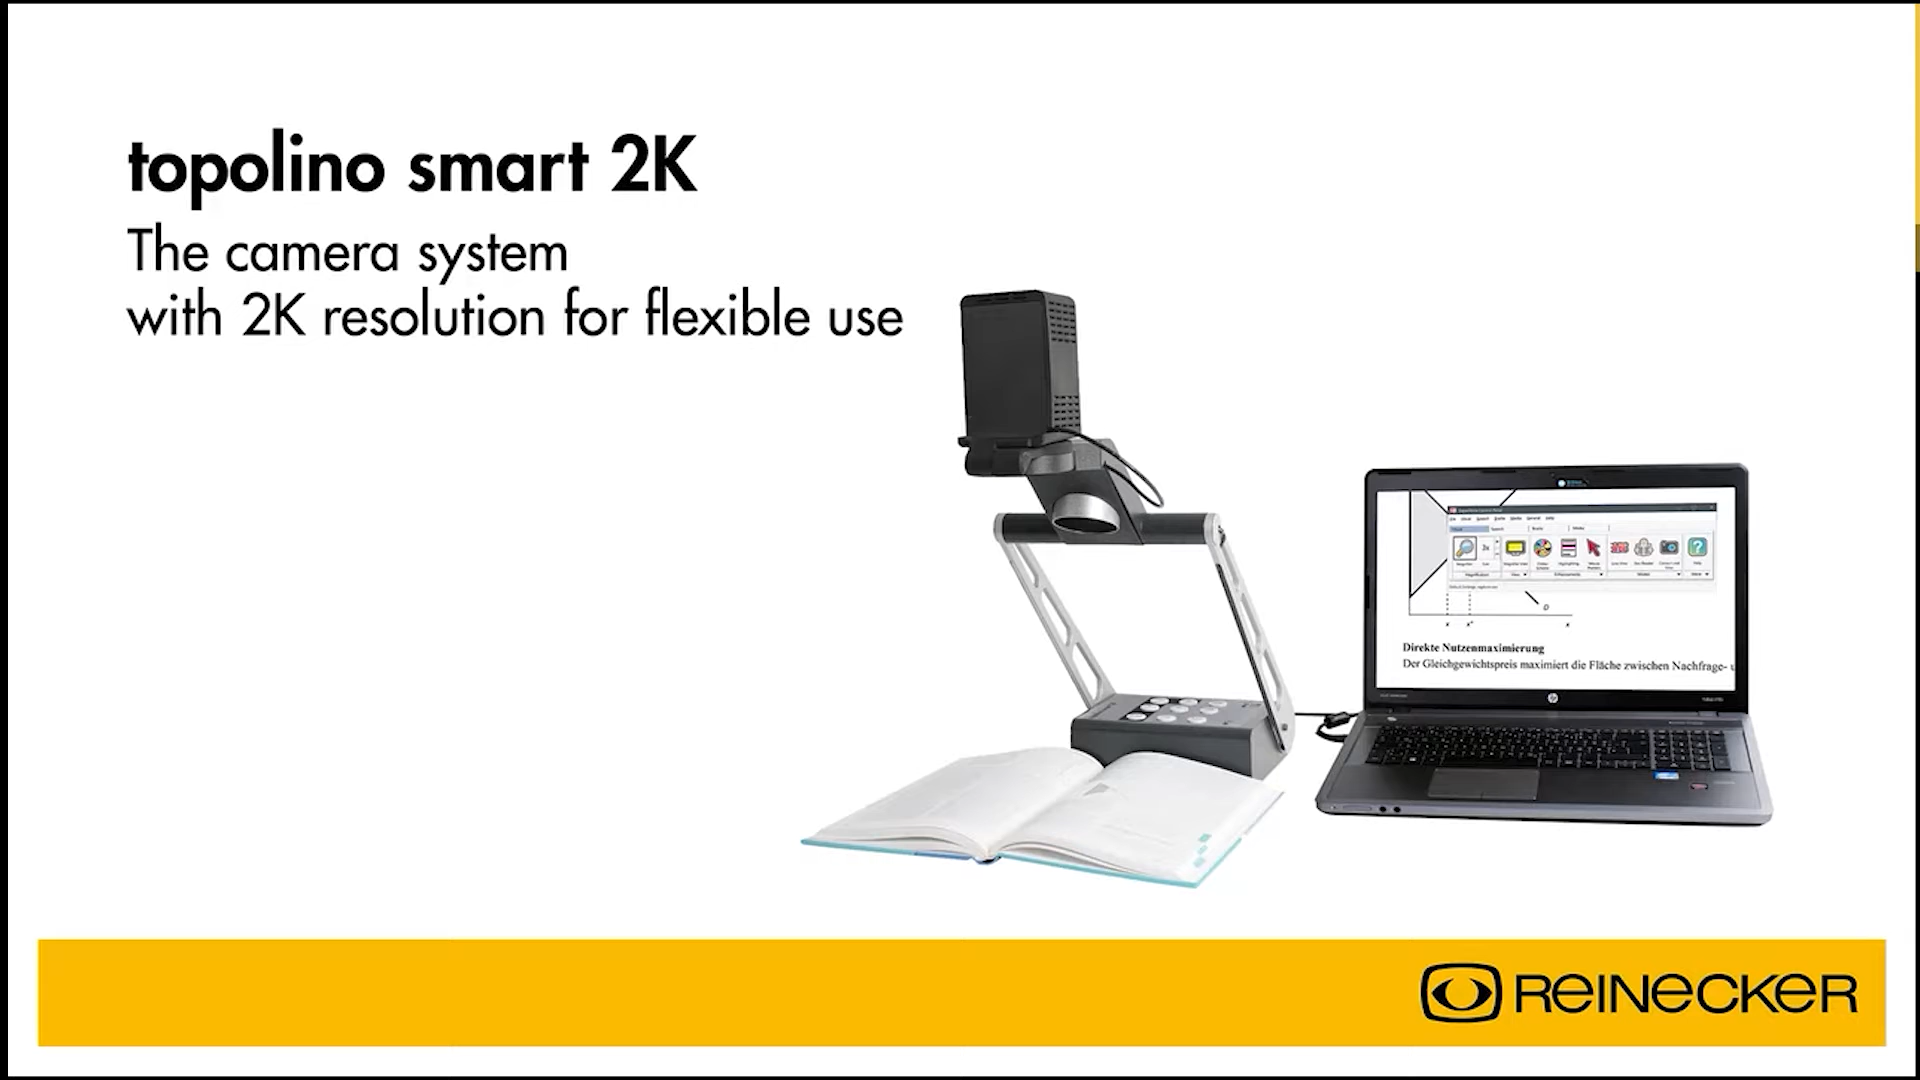 topolino smart 2K
The camera system
with 2K resolution for flexible use
Direkte Nutzenmaximierung
Der Gleichgewichtspreis maximiert die Fläche zwischen Nachfrage- u
REINECKER